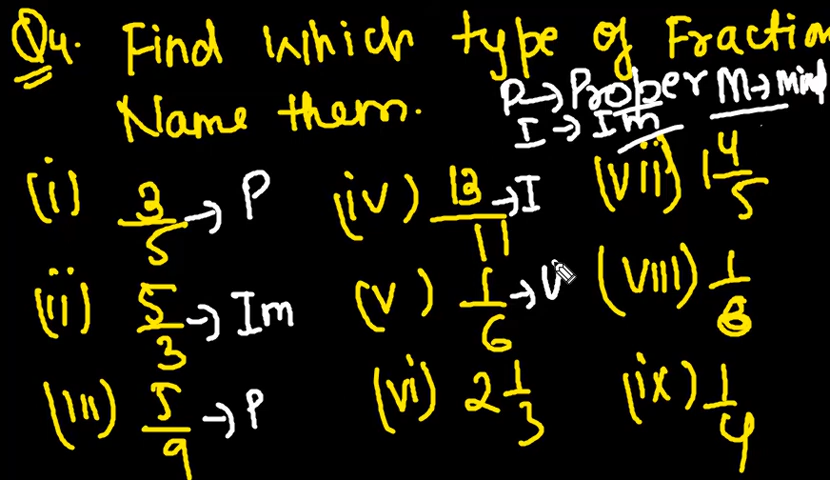 Q4. Find Which type of Fraction
Name them.
P → Proper M → Mixed
I → Im
(i) 3/5 → P
(ii) 5/3 → Im
(iii) 5/9 → P
(iv) 13/11 → I
(v) 1/6 → U
(vi) 2 1/3
(vii) 1 4/5
(viii) 1/8
(ix) 1/4